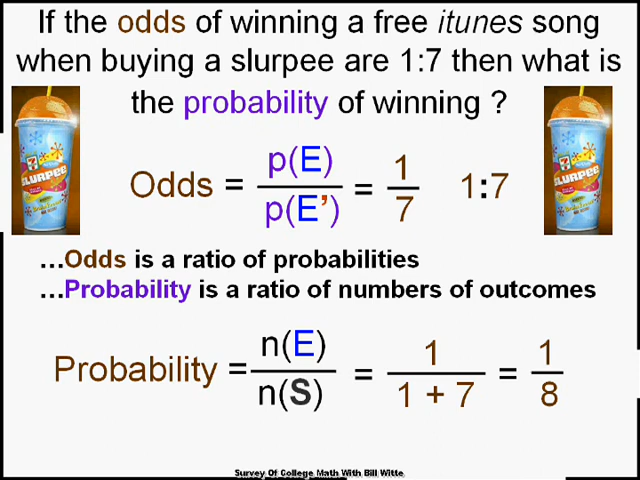 If the odds of winning a free itunes song
when buying a slurpee are 1:7 then what is
the probability of winning ?
Odds = p(E) / p(E’) = 1 / 7 1:7
SLURPEE
SLURPEE
...Odds is a ratio of probabilities
...Probability is a ratio of numbers of outcomes
Probability = n(E) / n(S) = 1 / 1 + 7 = 1 / 8
Survey Of College Math With Bill Witte